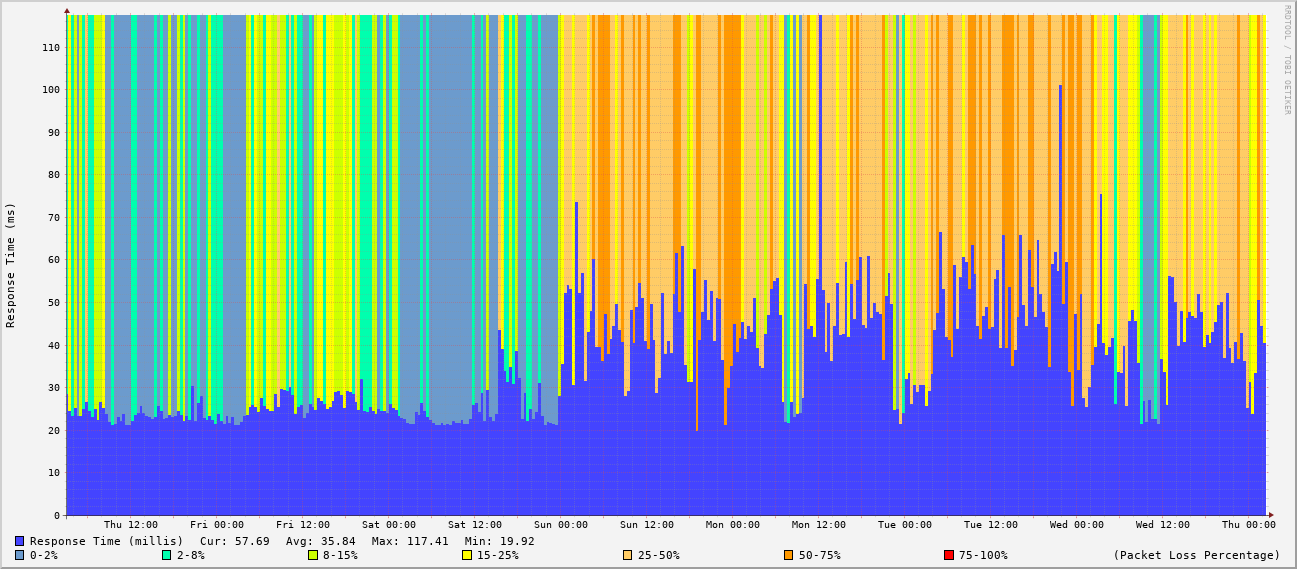 RRDTOOL / TOBI OETIKER
Response Time (ms)
110
100
90
80
70
60
50
40
30
20
10
0
Thu 12:00 Fri 00:00 Fri 12:00 Sat 00:00 Sat 12:00 Sun 00:00 Sun 12:00 Mon 00:00 Mon 12:00 Tue 00:00 Tue 12:00 Wed 00:00 Wed 12:00 Thu 00:00
Response Time (millis) Cur: 57.69 Avg: 35.84 Max: 117.41 Min: 19.92
0-2% 2-8% 8-15% 15-25% 25-50% 50-75% 75-100% (Packet Loss Percentage)